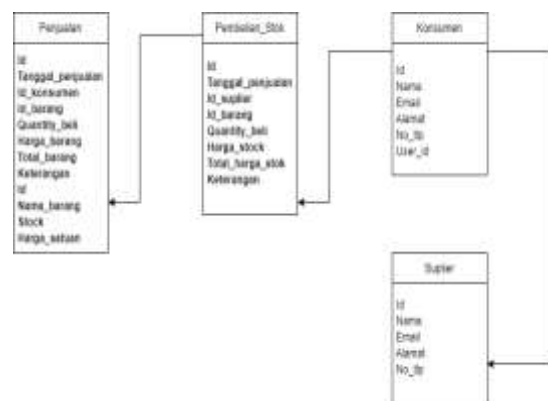 Penjualan
Id
Tanggal_penjualan
Id_konsumen
Id_barang
Quantity_beli
Harga_barang
Total_barang
Keterangan
Id
Nama_barang
Stock
Harga_satuan
Pembelian_Stok
Id
Tanggal_penjualan
Id_suplier
Id_barang
Quantity_beli
Harga_stock
Total_harga_stok
Keterangan
Konsumen
Id
Nama
Email
Alamat
No_tlp
User_id
Suplier
Id
Nama
Email
Alamat
No_tlp